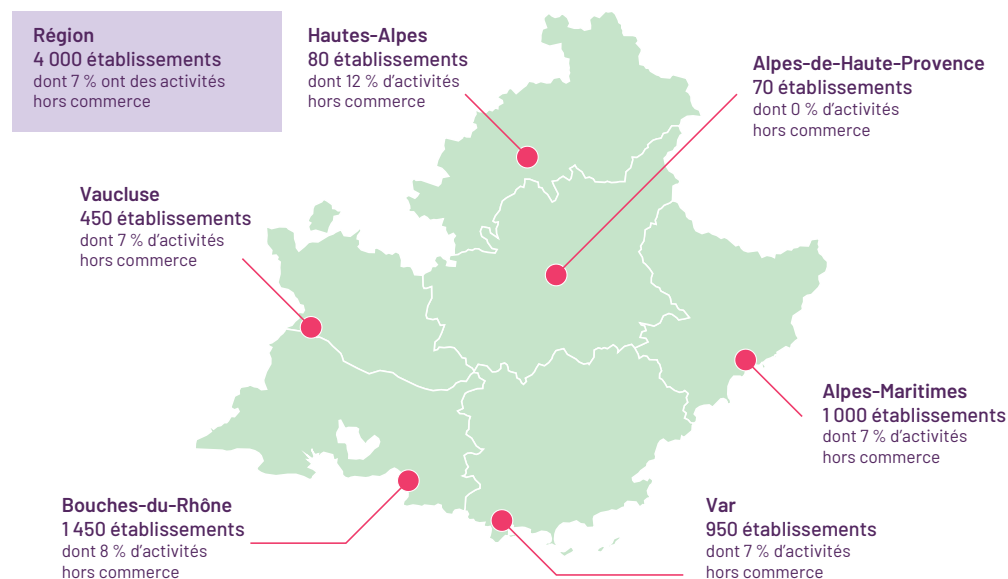 Région
4 000 établissements
dont 7 % ont des activités
hors commerce
Hautes-Alpes
80 établissements
dont 12 % d'activités
hors commerce
Alpes-de-Haute-Provence
70 établissements
dont 0 % d'activités
hors commerce
Vaucluse
450 établissements
dont 7 % d'activités
hors commerce
Alpes-Maritimes
1 000 établissements
dont 7 % d'activités
hors commerce
Bouches-du-Rhône
1 450 établissements
dont 8 % d'activités
hors commerce
Var
950 établissements
dont 7 % d'activités
hors commerce